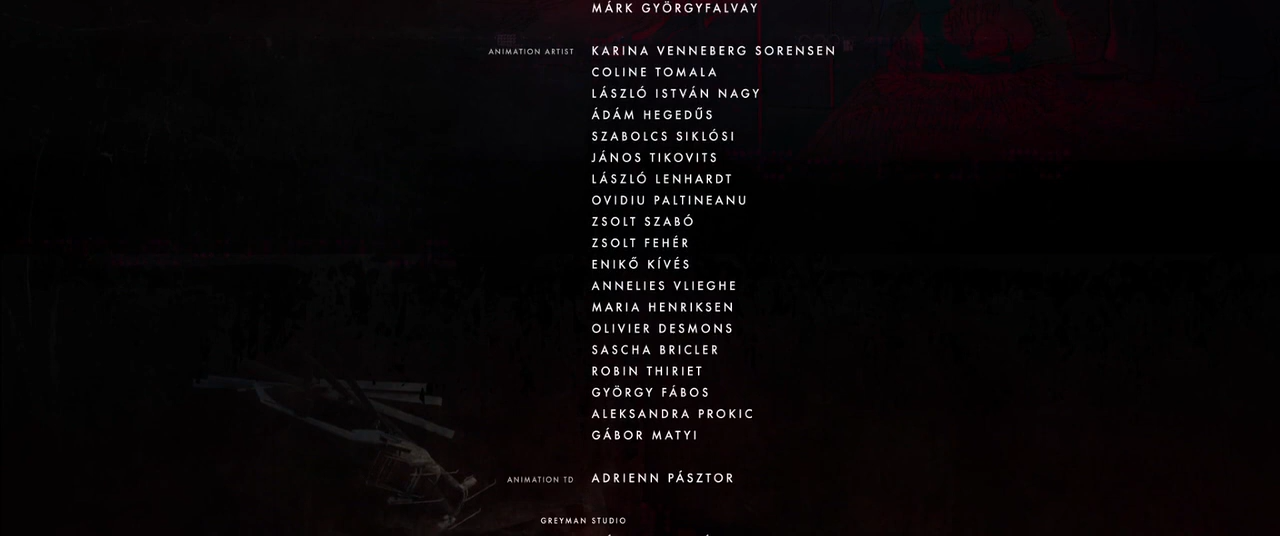 MÁRK GYÖRGYFALVAY
ANIMATION ARTIST KARINA VENNEBERG SORENSEN
COLINE TOMALA
LÁSZLÓ ISTVÁN NAGY
ÁDÁM HEGEDŰS
SZABOLCS SIKLÓSI
JÁNOS TIKOVITS
LÁSZLÓ LENHARDT
OVIDIU PALTINEANU
ZSOLT SZABÓ
ZSOLT FEHÉR
ENIKŐ KÍVÉS
ANNELIES VLIEGHE
MARIA HENRIKSEN
OLIVIER DESMONS
SASCHA BRICLER
ROBIN THIRIET
GYÖRGY FÁBOS
ALEKSANDRA PROKIC
GÁBOR MATYI
ANIMATION TD ADRIENN PÁSZTOR
GREYMAN STUDIO